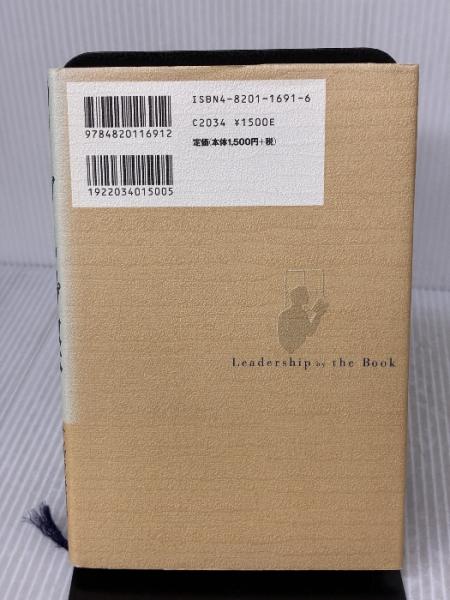 ISBN4-8201-1691-6
C2034 ¥1500E
定価(本体1,500円+税)
9784820116912
1922034015005
Leadership by the Book